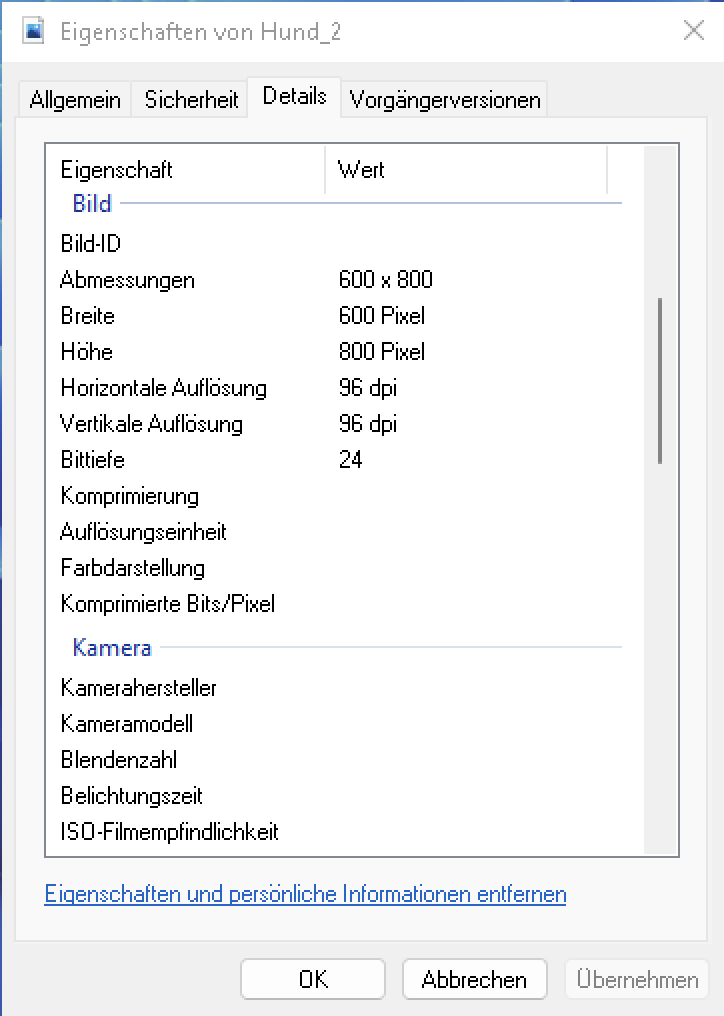 Eigenschaften von Hund_2
Allgemein Sicherheit Details Vorgängerversionen
Eigenschaft Wert
Bild
Bild-ID
Abmessungen 600 x 800
Breite 600 Pixel
Höhe 800 Pixel
Horizontale Auflösung 96 dpi
Vertikale Auflösung 96 dpi
Bittiefe 24
Komprimierung
Auflösungseinheit
Farbdarstellung
Komprimierte Bits/Pixel
Kamera
Kamerahersteller
Kameramodell
Blendenzahl
Belichtungszeit
ISO-Filmempfindlichkeit
Eigenschaften und persönliche Informationen entfernen
OK Abbrechen Übernehmen